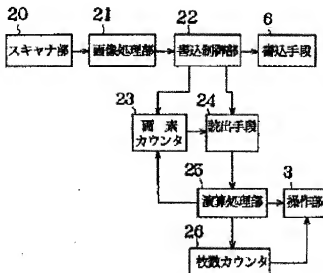 20 21 22 6
スキャナ部 画像処理部 書込制御部 書込手段
23 24
画素
カウンタ
読出手段
25 3
演算処理部 操作部
26
枚数カウンタ